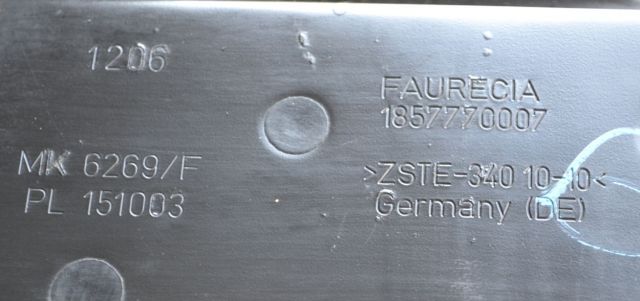 1206
FAURECIA
1857770007
MK 6269/F
PL 151003
>ZSTE-340 10-10<
Germany (DE)